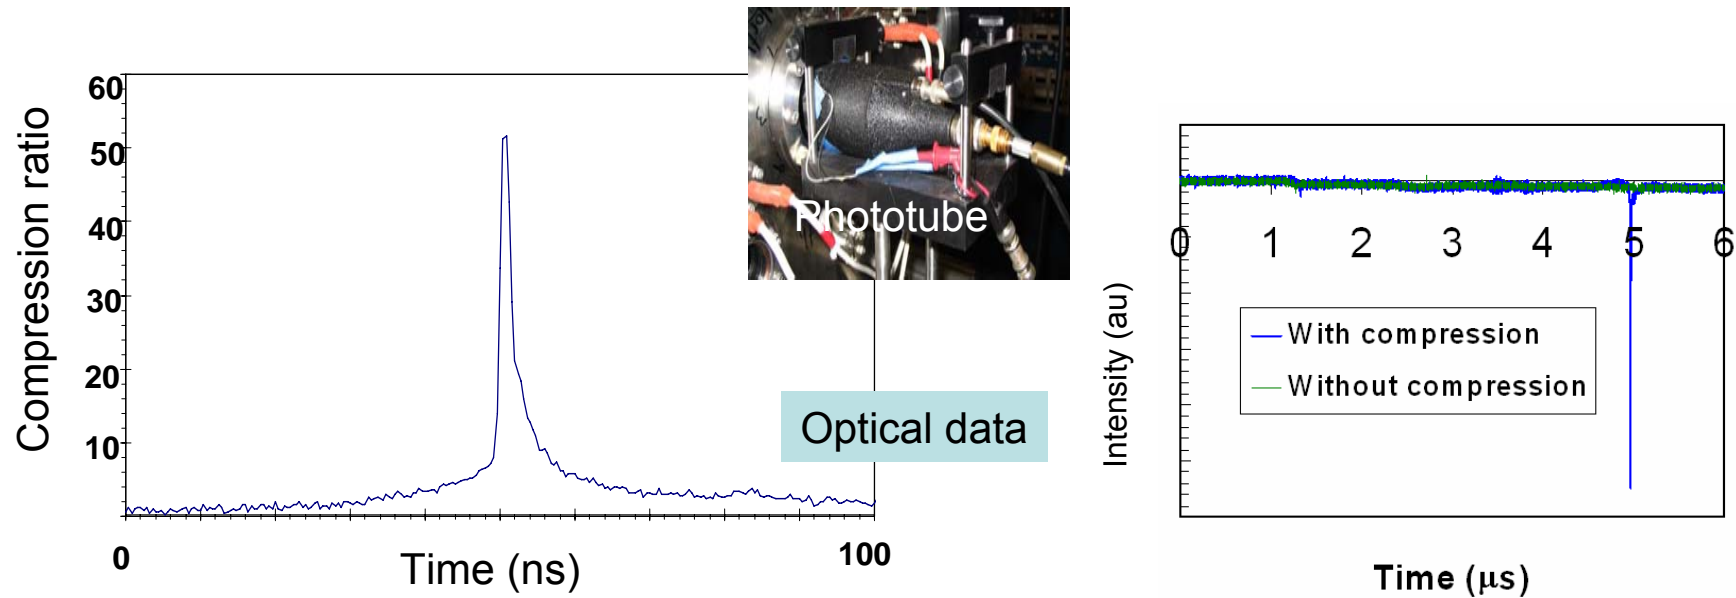 Compression ratio
60
50
40
30
20
10
0
100
Time (ns)
Phototube
Optical data
Intensity (au)
0 1 2 3 4 5 6
With compression
Without compression
Time (μs)